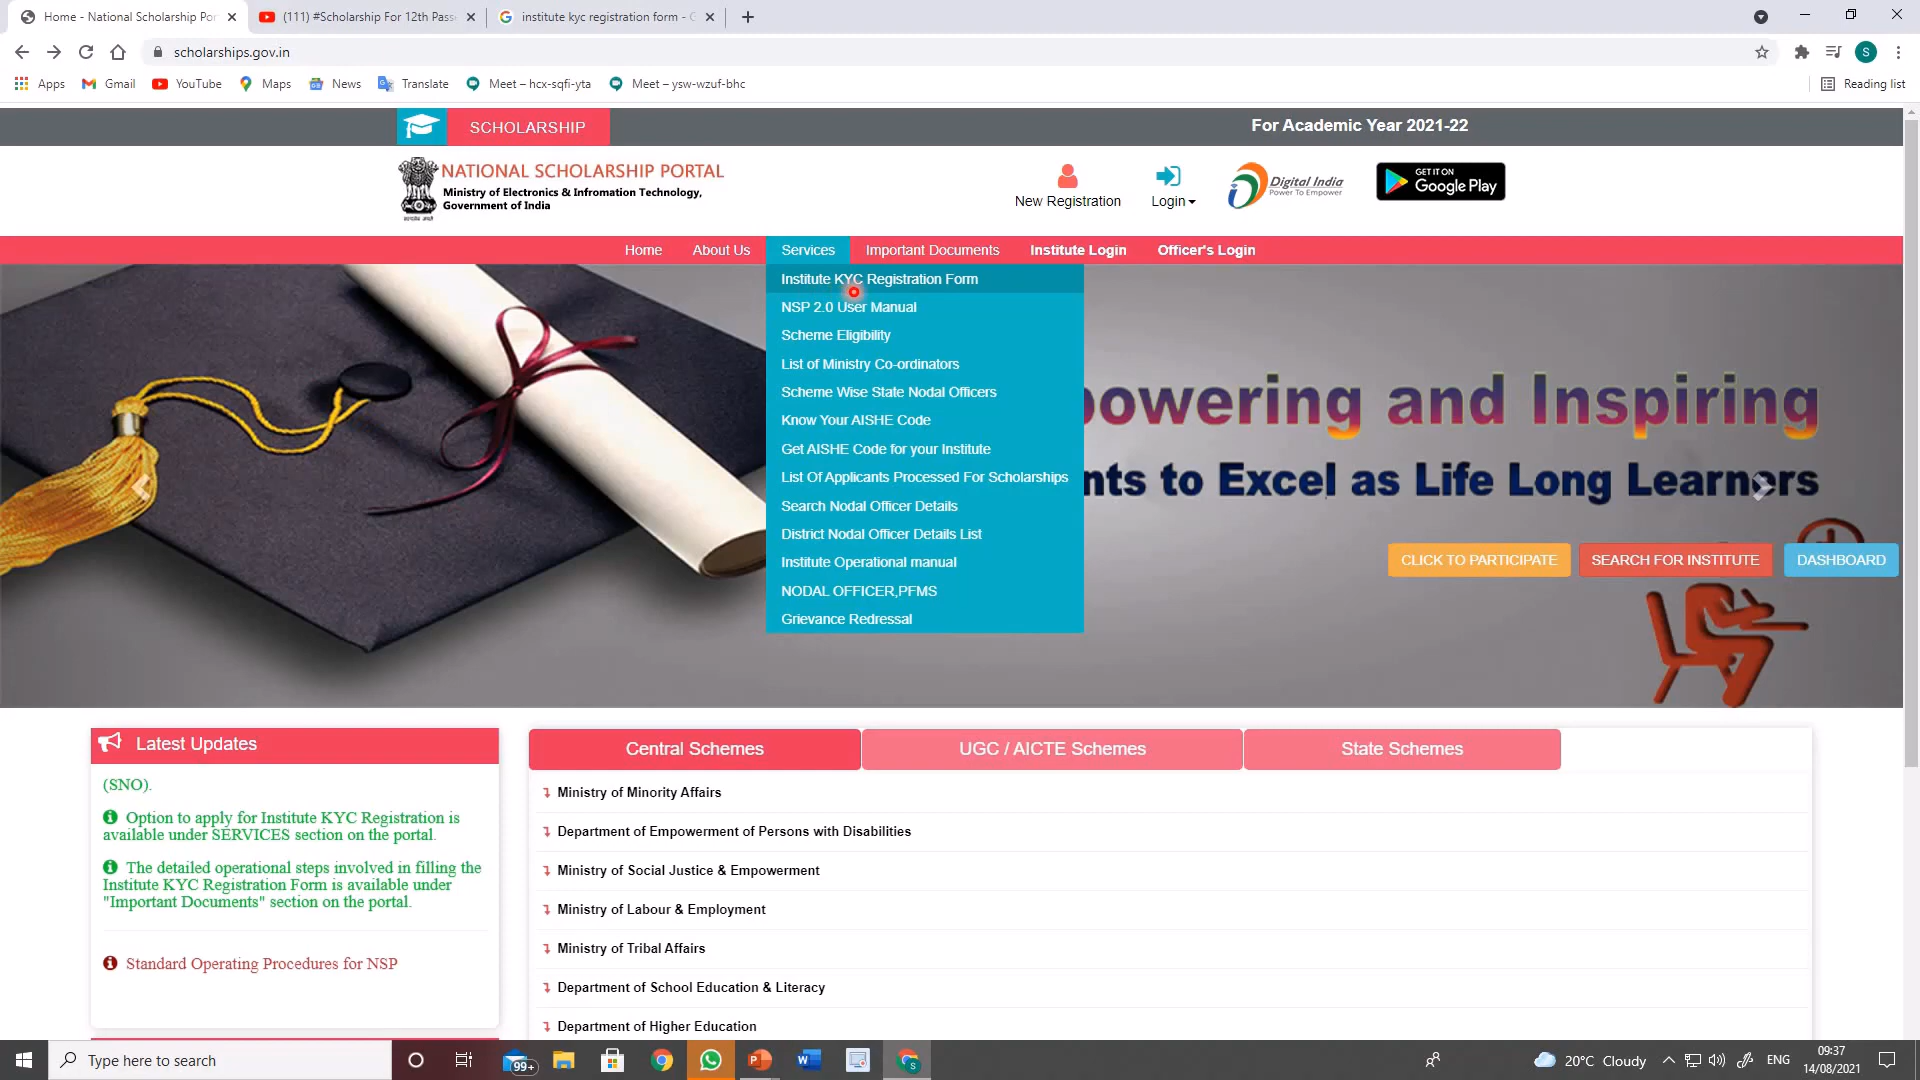 Home - National Scholarship Por
(111) #Scholarship For 12th Passe
institute kyc registration form - G
scholarships.gov.in
S
Apps
Gmail
YouTube
Maps
News
Translate
Meet – hcx-sqfi-yta
Meet – ysw-wzuf-bhc
Reading list
SCHOLARSHIP
For Academic Year 2021-22
NATIONAL SCHOLARSHIP PORTAL
Ministry of Electronics & Infromation Technology,
Government of India
New Registration
Login
Digital India
Power To Empower
GET IT ON
Google Play
Home
About Us
Services
Important Documents
Institute Login
Officer's Login
Institute KYC Registration Form
NSP 2.0 User Manual
Scheme Eligibility
List of Ministry Co-ordinators
Scheme Wise State Nodal Officers
Know Your AISHE Code
Get AISHE Code for your Institute
List Of Applicants Processed For Scholarships
Search Nodal Officer Details
District Nodal Officer Details List
Institute Operational manual
NODAL OFFICER,PFMS
Grievance Redressal
powering and Inspiring
nts to Excel as Life Long Learners
CLICK TO PARTICIPATE
SEARCH FOR INSTITUTE
DASHBOARD
Latest Updates
(SNO).
Option to apply for Institute KYC Registration is
available under SERVICES section on the portal.
The detailed operational steps involved in filling the
Institute KYC Registration Form is available under
"Important Documents" section on the portal.
Standard Operating Procedures for NSP
Central Schemes
UGC / AICTE Schemes
State Schemes
Ministry of Minority Affairs
Department of Empowerment of Persons with Disabilities
Ministry of Social Justice & Empowerment
Ministry of Labour & Employment
Ministry of Tribal Affairs
Department of School Education & Literacy
Department of Higher Education
Type here to search
99+
20°C Cloudy
ENG
09:37
14/08/2021